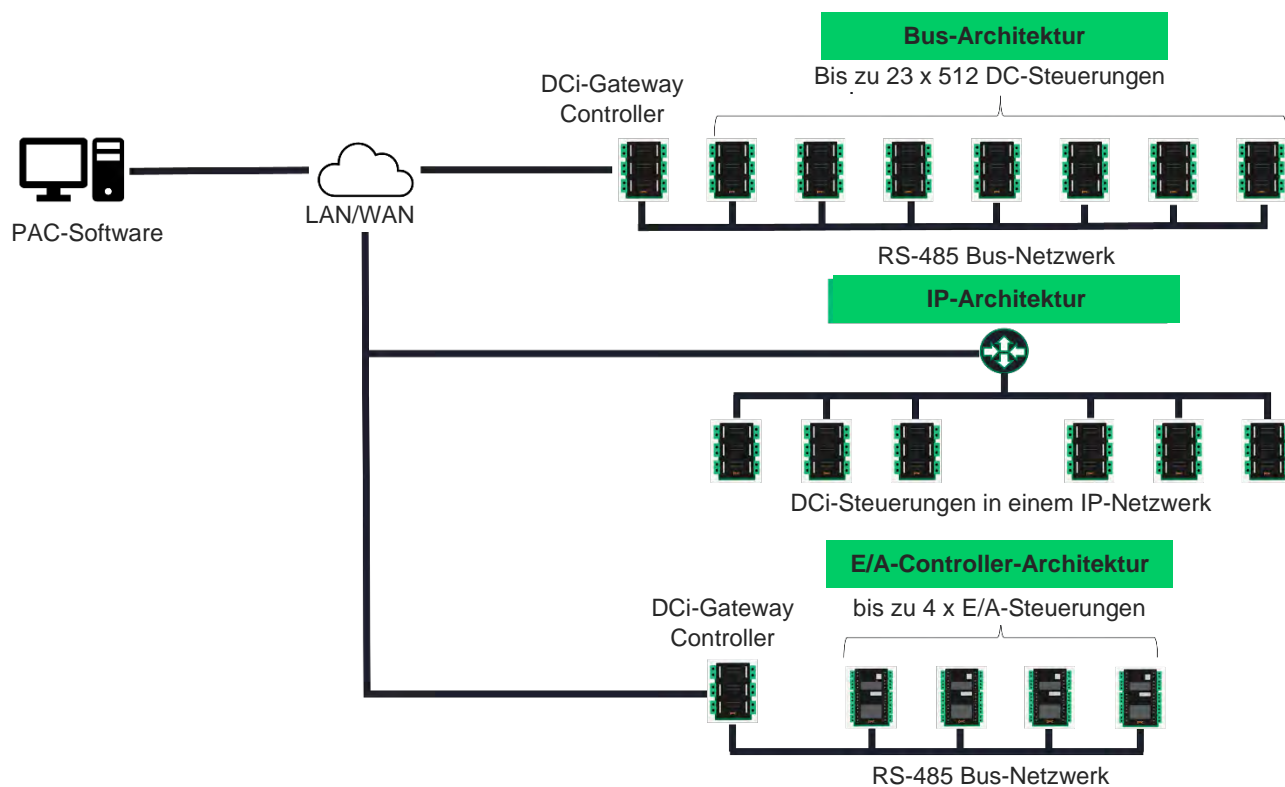 Bus-Architektur
Bis zu 23 x 512 DC-Steuerungen
DCi-Gateway
Controller
PAC-Software
LAN/WAN
RS-485 Bus-Netzwerk
IP-Architektur
DCi-Steuerungen in einem IP-Netzwerk
E/A-Controller-Architektur
DCi-Gateway
Controller
bis zu 4 x E/A-Steuerungen
RS-485 Bus-Netzwerk